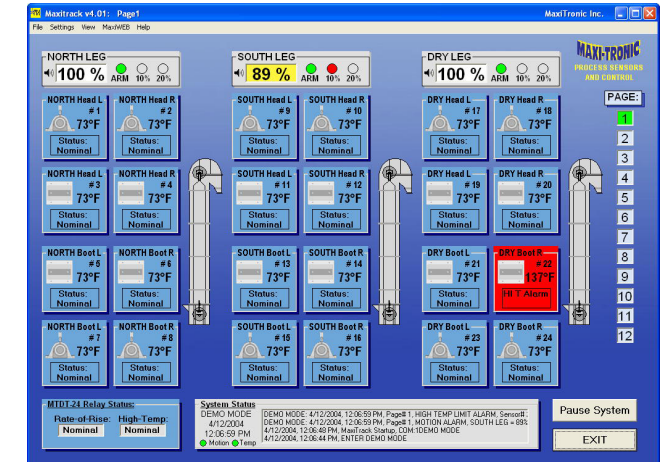 Maxitrack v4.01: Page1
MaxiTronic Inc.
File Settings View MaxiWEB Help
NORTH LEG
100 %
ARM 10% 20%
SOUTH LEG
89 %
ARM 10% 20%
DRY LEG
100 %
ARM 10% 20%
MAXI-TRONIC
PROCESS SENSORS
AND CONTROL
PAGE:
1
2
3
4
5
6
7
8
9
10
11
12
NORTH Head L
# 1
73°F
Status:
Nominal
NORTH Head R
# 2
73°F
Status:
Nominal
SOUTH Head L
# 9
73°F
Status:
Nominal
SOUTH Head R
# 10
73°F
Status:
Nominal
DRY Head L
# 17
73°F
Status:
Nominal
DRY Head R
# 18
73°F
Status:
Nominal
NORTH Head L
# 3
73°F
Status:
Nominal
NORTH Head R
# 4
73°F
Status:
Nominal
SOUTH Head L
# 11
73°F
Status:
Nominal
SOUTH Head R
# 12
73°F
Status:
Nominal
DRY Head L
# 19
73°F
Status:
Nominal
DRY Head R
# 20
73°F
Status:
Nominal
NORTH Boot L
# 5
73°F
Status:
Nominal
NORTH Boot R
# 6
73°F
Status:
Nominal
SOUTH Boot L
# 13
73°F
Status:
Nominal
SOUTH Boot R
# 14
73°F
Status:
Nominal
DRY Boot L
# 21
73°F
Status:
Nominal
DRY Boot R
# 22
137°F
HI T Alarm
NORTH Boot L
# 7
73°F
Status:
Nominal
NORTH Boot R
# 8
73°F
Status:
Nominal
SOUTH Boot L
# 15
73°F
Status:
Nominal
SOUTH Boot R
# 16
73°F
Status:
Nominal
DRY Boot L
# 23
73°F
Status:
Nominal
DRY Boot R
# 24
73°F
Status:
Nominal
MTDT-24 Relay Status:
Rate-of-Rise: High-Temp:
Nominal Nominal
System Status
DEMO MODE
4/12/2004
12:06:59 PM
Motion Temp
DEMO MODE: 4/12/2004, 12:06:59 PM, Page# 1, HIGH TEMP LIMIT ALARM, Sensor# :
DEMO MODE: 4/12/2004, 12:06:59 PM, Page# 1, MOTION ALARM, SOUTH LEG = 89%
4/12/2004, 12:06:48 PM, MaxiTrack Startup, COM:1DEMO MODE
4/12/2004, 12:06:44 PM, ENTER DEMO MODE
Pause System
EXIT